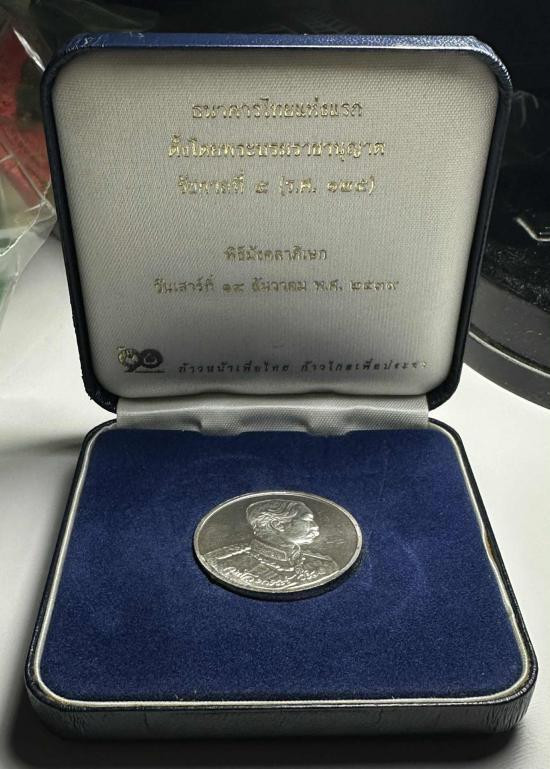 ธนาคารไทยแห่งแรก
ตั้งโดยพระบรมราชานุญาต
รัชกาลที่ ๕ (ร.ศ. ๑๒๕)
พิธีมังคลาภิเษก
วันเสาร์ที่ ๑๔ ธันวาคม พ.ศ. ๒๕๓๙
๙๐ ก้าวหน้าเพื่อไทย ก้าวไกลเพื่อประชา